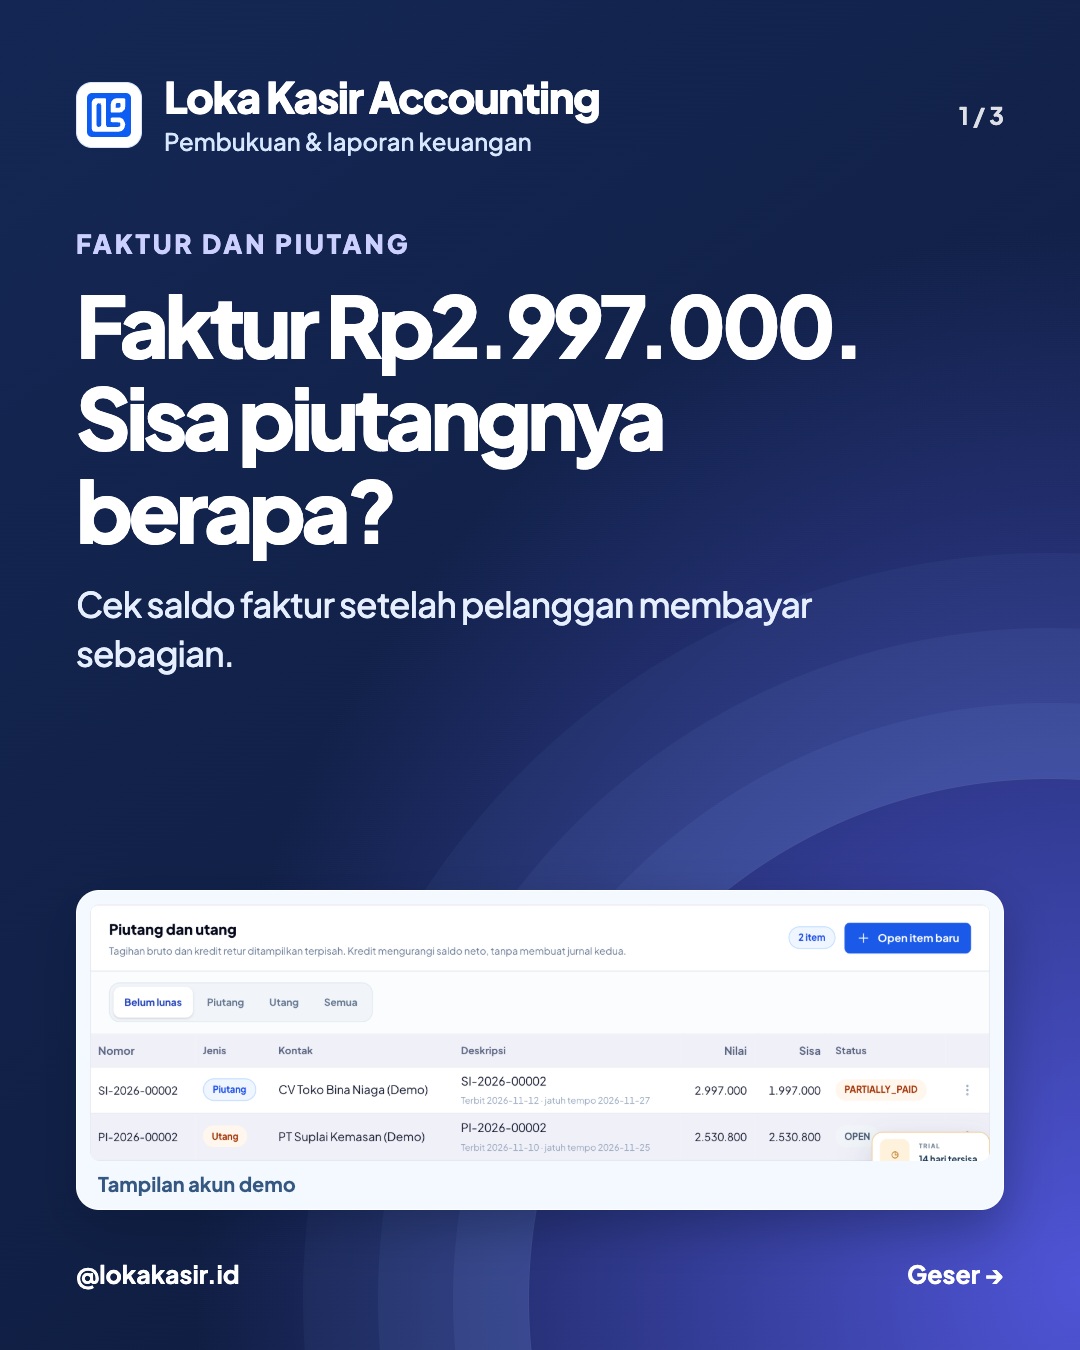 Loka Kasir Accounting
Pembukuan & laporan keuangan
1 / 3
FAKTUR DAN PIUTANG
Faktur Rp2.997.000.
Sisa piutangnya
berapa?
Cek saldo faktur setelah pelanggan membayar
sebagian.
Piutang dan utang
Tagihan bruto dan kredit retur ditampilkan terpisah. Kredit mengurangi saldo neto, tanpa membuat jurnal kedua.
2 item
+ Open item baru
Belum lunas Piutang Utang Semua
Nomor Jenis Kontak Deskripsi Nilai Sisa Status
SI-2026-00002 Piutang CV Toko Bina Niaga (Demo) SI-2026-00002 2.997.000 1.997.000 PARTIALLY_PAID
Terbit 2026-11-12 · jatuh tempo 2026-11-27
PI-2026-00002 Utang PT Suplai Kemasan (Demo) PI-2026-00002 2.530.800 2.530.800 OPEN
Terbit 2026-11-10 · jatuh tempo 2026-11-25
TRIAL
14 hari tersisa
Tampilan akun demo
@lokakasir.id
Geser →